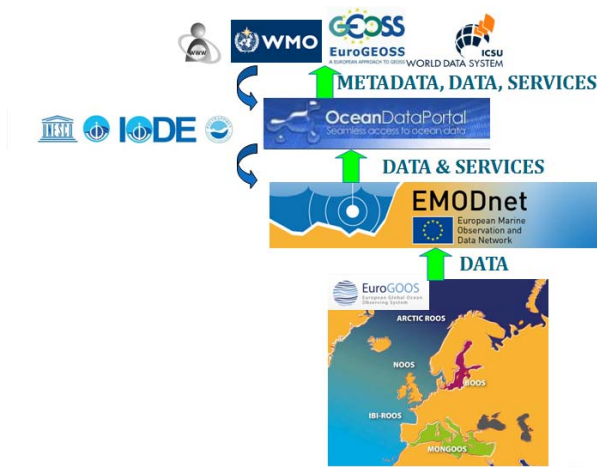 WWW
WMO
GEOSS
EuroGEOSS
A EUROPEAN APPROACH TO GEOSS
ICSU
WORLD DATA SYSTEM
METADATA, DATA, SERVICES
UNESCO
IODE
OceanDataPortal
Seamless access to ocean data
DATA & SERVICES
EMODnet
European Marine
Observation and
Data Network
DATA
EuroGOOS
European Global Ocean
Observing System
ARCTIC ROOS
NOOS
BOOS
IBI-ROOS
MONGOOS